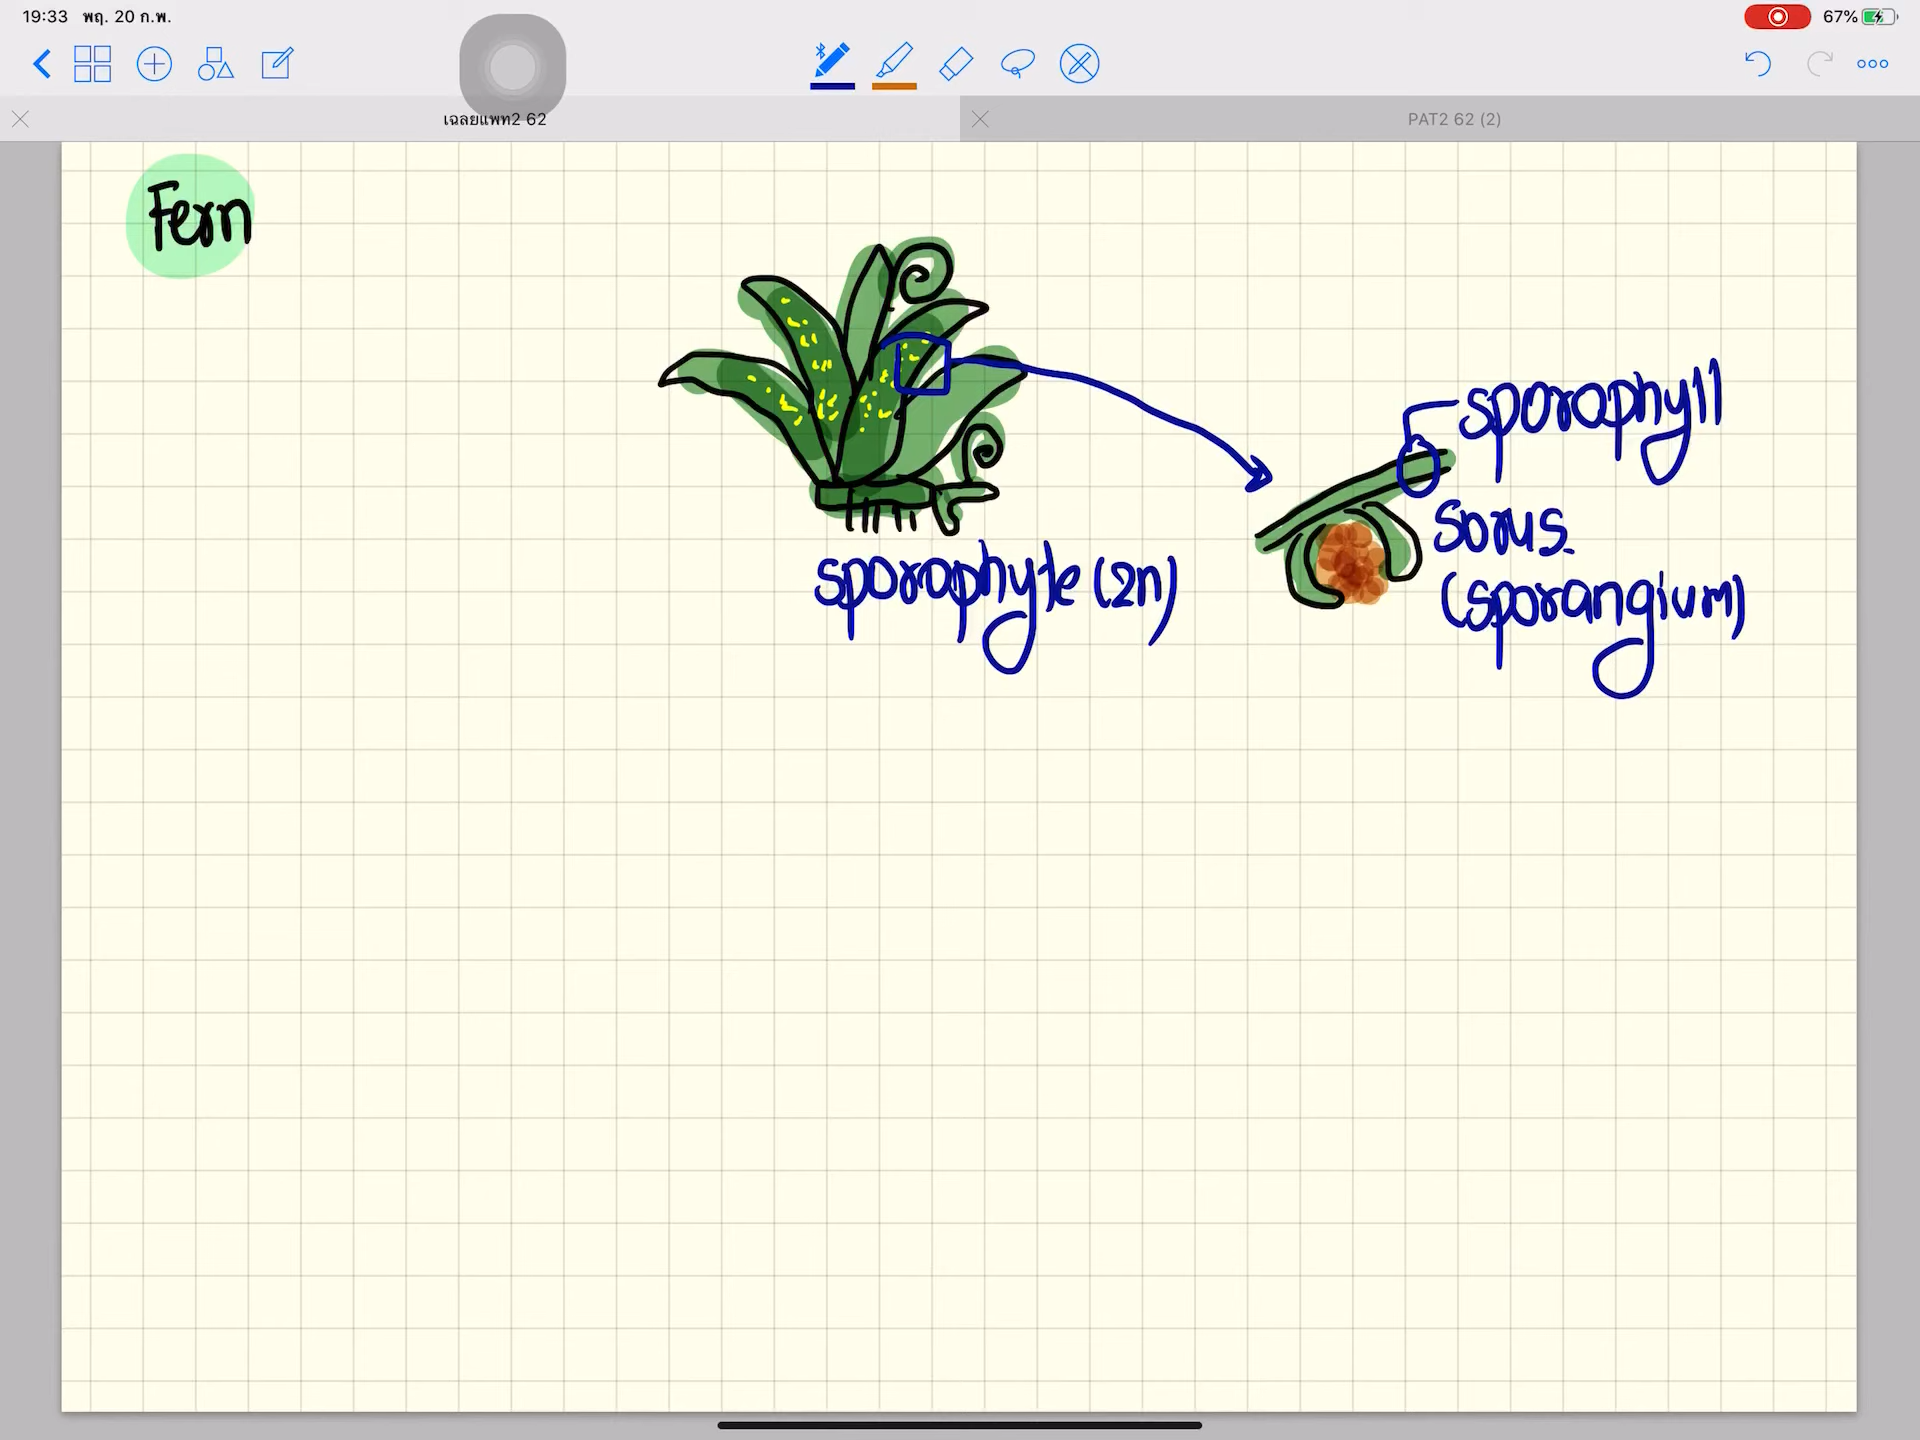 19:33 พฤ. 20 ก.พ.
67%
เฉลยแพท2 62
PAT2 62 (2)
Fern
sporophyll
sorus
(sporangium)
sporophyte (2n)